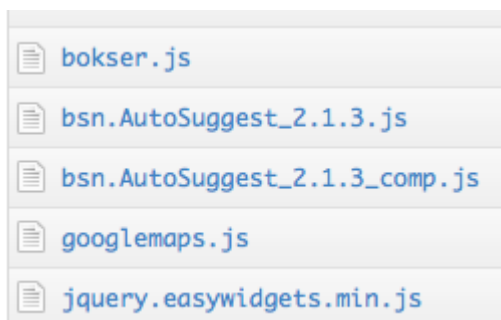 bokser.js
bsn.AutoSuggest_2.1.3.js
bsn.AutoSuggest_2.1.3_comp.js
googlemaps.js
jquery.easywidgets.min.js